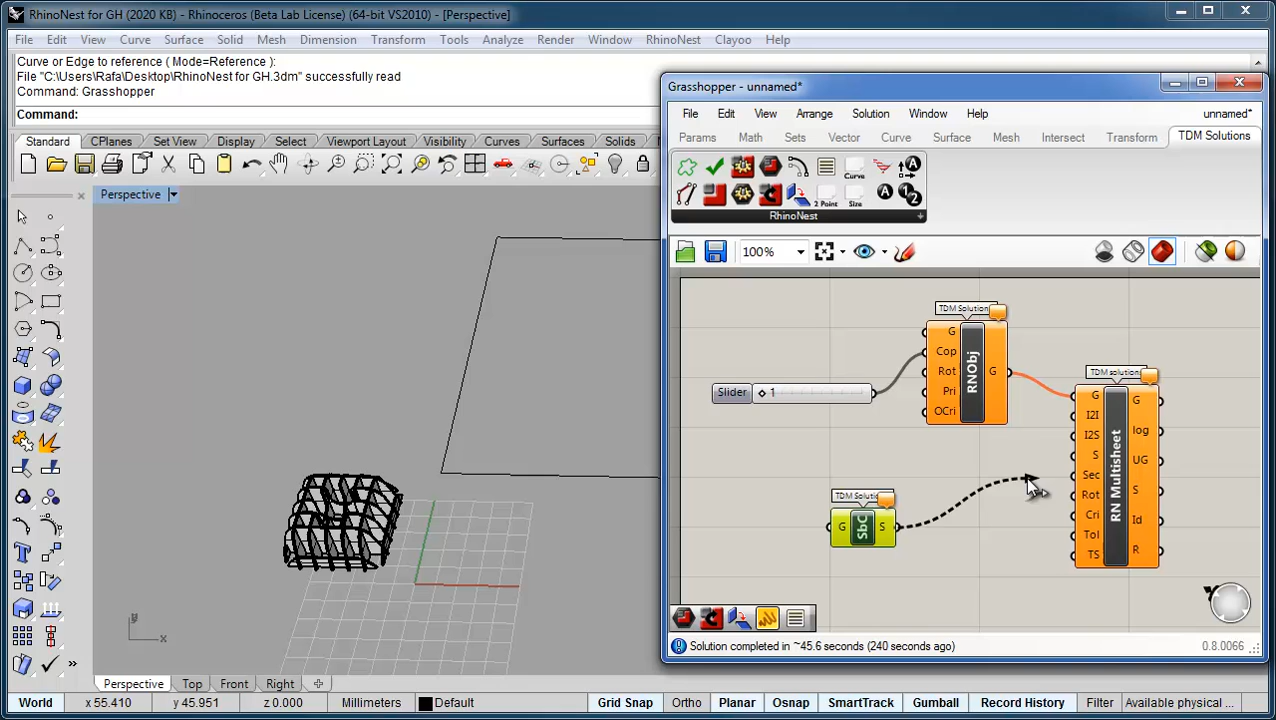 RhinoNest for GH (2020 KB) - Rhinoceros (Beta Lab License) (64-bit VS2010) - [Perspective]
File Edit View Curve Surface Solid Mesh Dimension Transform Tools Analyze Render Window RhinoNest Clayoo Help
Curve or Edge to reference ( Mode=Reference ):
File "C:\Users\Rafa\Desktop\RhinoNest for GH.3dm" successfully read
Command: Grasshopper
Command:
Standard CPlanes Set View Display Select Viewport Layout Visibility Curves Surfaces Solids
Perspective
Grasshopper - unnamed*
File Edit View Arrange Solution Window Help unnamed*
Params Math Sets Vector Curve Surface Mesh Intersect Transform TDM Solutions
Curve
2 Point Size
RhinoNest
100%
TDM Solution
G
Cop
Rot
Pri
OCri
RNObj
G
Slider 1
TDM solution
G
I2I
I2S
S
Sec
Rot
Cri
Tol
TS
RN Multisheet
G
log
UG
S
Id
R
G SbC S
Solution completed in ~45.6 seconds (240 seconds ago) 0.8.0066
y
x
Perspective Top Front Right
World x 55.410 y 45.951 z 0.000 Millimeters Default Grid Snap Ortho Planar Osnap SmartTrack Gumball Record History Filter Available physical ...